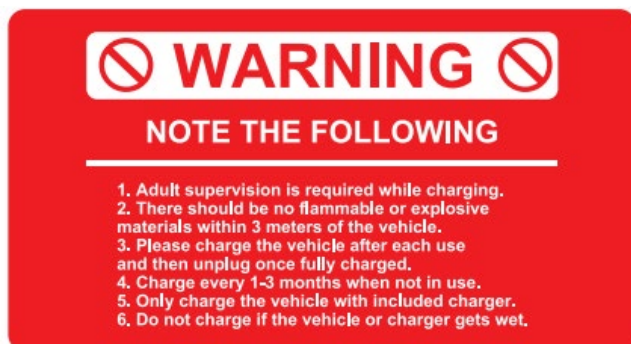 WARNING
NOTE THE FOLLOWING
1. Adult supervision is required while charging.
2. There should be no flammable or explosive
materials within 3 meters of the vehicle.
3. Please charge the vehicle after each use
and then unplug once fully charged.
4. Charge every 1-3 months when not in use.
5. Only charge the vehicle with included charger.
6. Do not charge if the vehicle or charger gets wet.